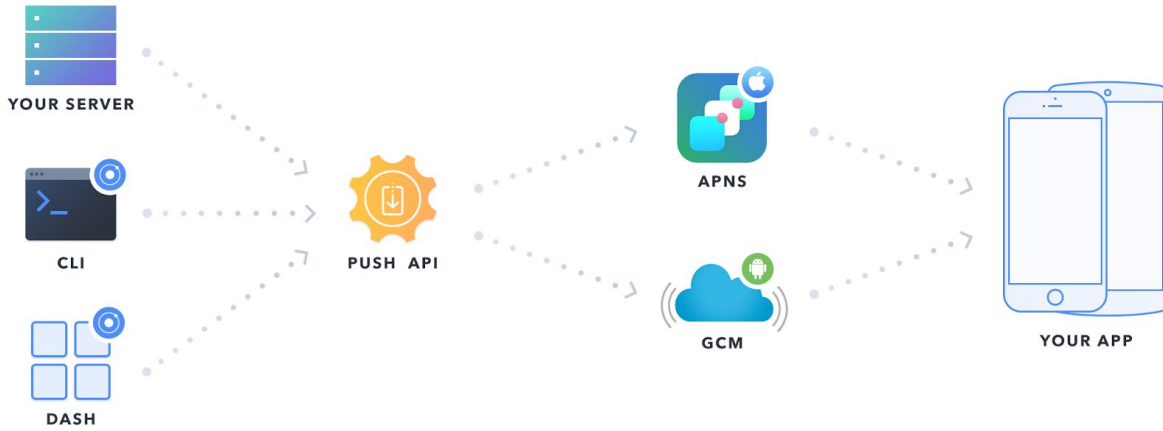 YOUR SERVER
CLI
DASH
PUSH API
APNS
GCM
YOUR APP